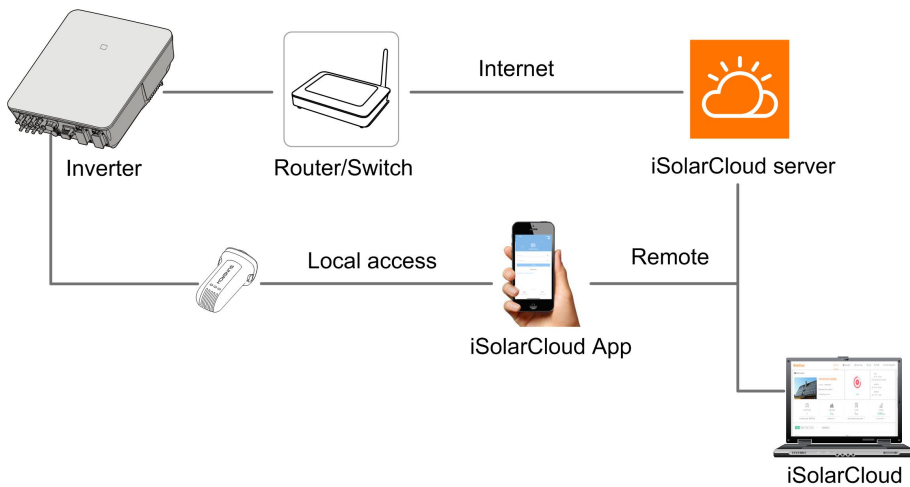 Internet
Inverter
Router/Switch
iSolarCloud server
Local access
Remote
iSolarCloud App
iSolarCloud